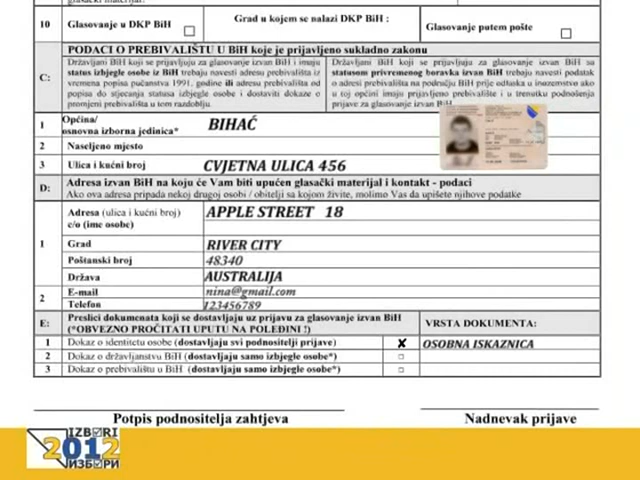 10 Glasovanje u DKP BiH □ Grad u kojem se nalazi DKP BiH : Glasovanje putem pošte □
C: PODACI O PREBIVALIŠTU U BiH koje je prijavljeno sukladno zakonu
Državljani BiH koji se prijavljuju za glasovanje izvan BiH i imaju
status izbjegle osobe iz BiH trebaju navesti adresu prebivališta iz
vremena popisa pučanstva 1991. godine ili adresu prebivališta od
popisa do stjecanja statusa izbjegle osobe i dostaviti dokaze o
promjeni prebivališta u tom razdoblju.
Državljani BiH koji se prijavljuju za glasovanje izvan BiH sa
statusom privremenog boravka izvan BiH trebaju navesti podatak
o adresi prebivališta na području BiH prije odlaska u inozemstvo ako
u toj općini imaju prijavljeno prebivalište i u trenutku podnošenja
prijave za glasovanje izvan BiH
1 Općina/
osnovna izborna jedinica* BIHAĆ
2 Naseljeno mjesto
3 Ulica i kućni broj CVJETNA ULICA 456
D: Adresa izvan BiH na koju će Vam biti upućen glasački materijal i kontakt - podaci
Ako ova adresa pripada nekoj drugoj osobi / obitelji sa kojom živite, molimo Vas da upišete njihove podatke
1 Adresa (ulica i kućni broj) APPLE STREET 18
c/o (ime osobe)
Grad RIVER CITY
Poštanski broj 48340
Država AUSTRALIJA
2 E-mail nina@gmail.com
Telefon 123456789
E: Preslici dokumenata koji se dostavljaju uz prijavu za glasovanje izvan BiH
(*OBVEZNO PROČITATI UPUTU NA POLEĐINI !) VRSTA DOKUMENTA:
1 Dokaz o identitetu osobe (dostavljaju svi podnositelji prijave) ✘ OSOBNA ISKAZNICA
2 Dokaz o državljanstvu BiH (dostavljaju samo izbjegle osobe*) □
3 Dokaz o prebivalištu u BiH (dostavljaju samo izbjegle osobe*) □
Potpis podnositelja zahtjeva Nadnevak prijave
IZBORI
2012
ИЗБОРИ